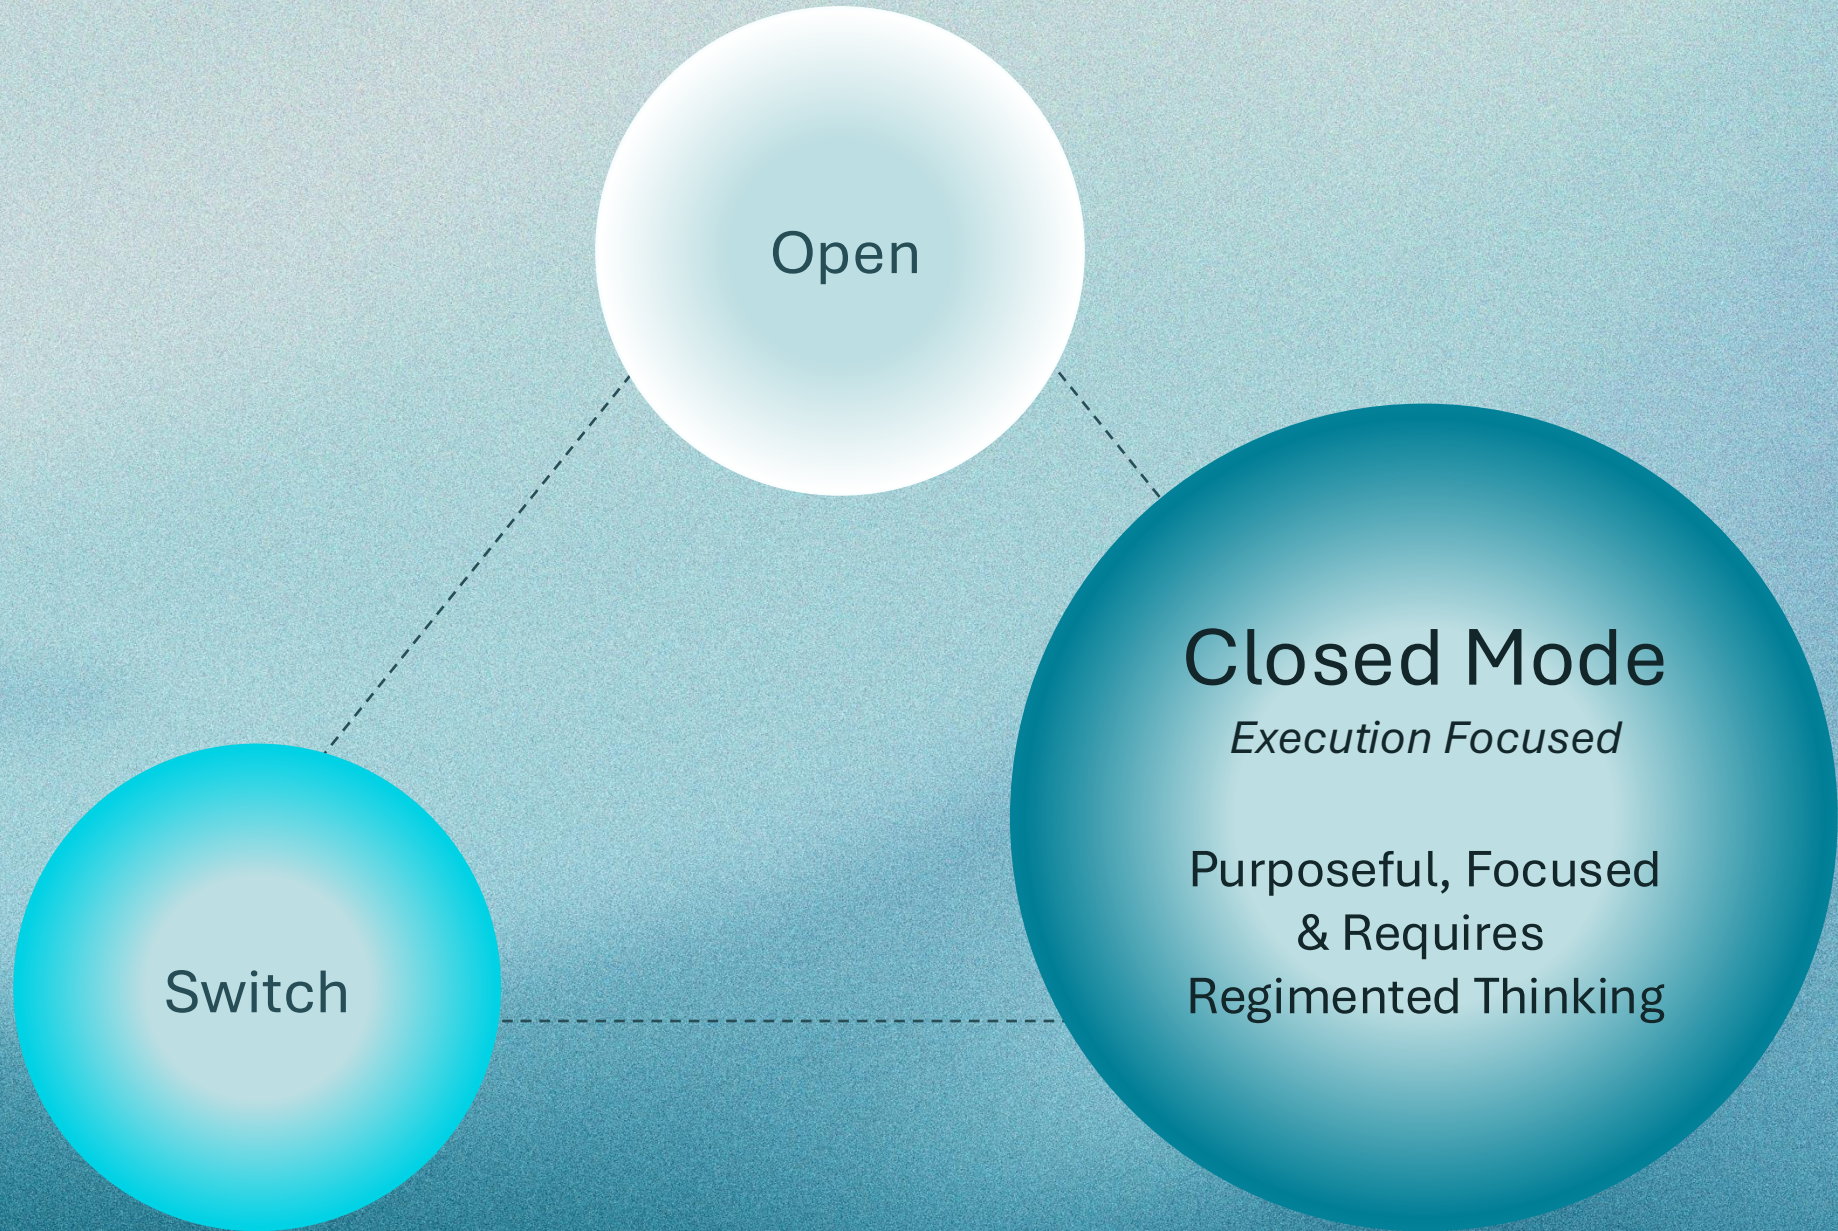 Open
Closed Mode
Execution Focused
Purposeful, Focused
& Requires
Regimented Thinking
Switch